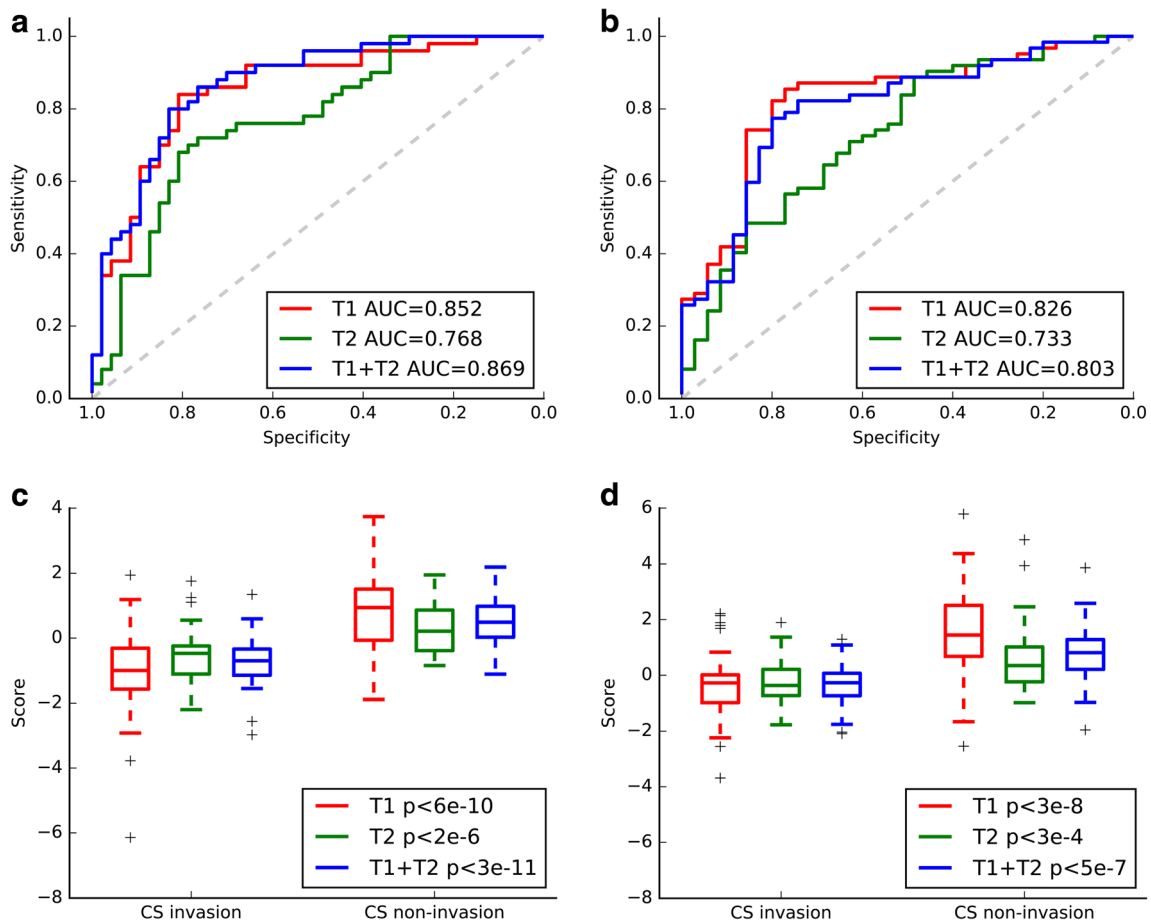 a
1.0
0.8
0.6
0.4
0.2
0.0
Sensitivity
T1 AUC=0.852
T2 AUC=0.768
T1+T2 AUC=0.869
1.0 0.8 0.6 0.4 0.2 0.0
Specificity
b
1.0
0.8
0.6
0.4
0.2
0.0
Sensitivity
T1 AUC=0.826
T2 AUC=0.733
T1+T2 AUC=0.803
1.0 0.8 0.6 0.4 0.2 0.0
Specificity
c
4
2
0
−2
−4
−6
−8
Score
T1 p<6e-10
T2 p<2e-6
T1+T2 p<3e-11
CS invasion CS non-invasion
d
6
4
2
0
−2
−4
−6
−8
Score
T1 p<3e-8
T2 p<3e-4
T1+T2 p<5e-7
CS invasion CS non-invasion